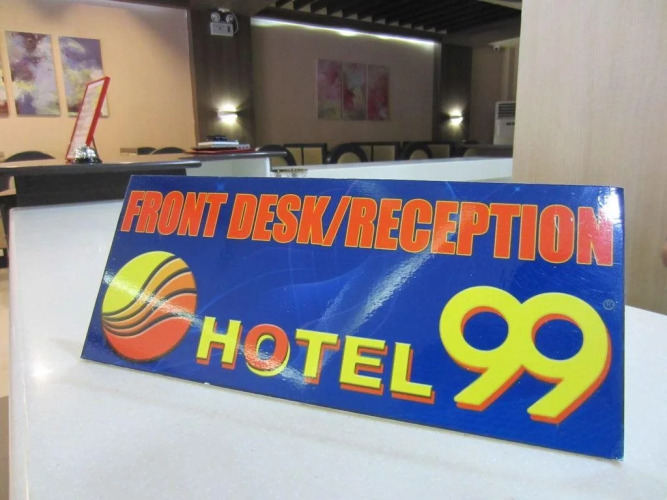 FRONT DESK/RECEPTION
HOTEL 99 ®